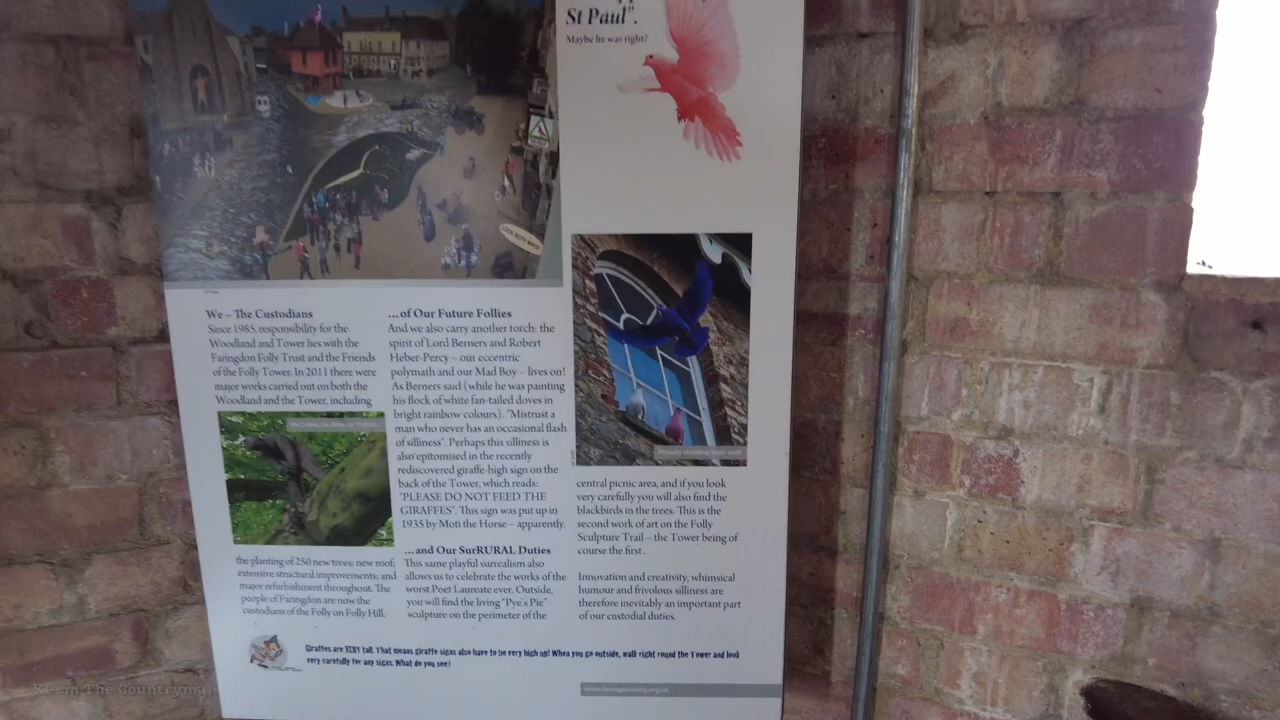 St Paul".
Maybe he was right?
We – The Custodians
Since 1985, responsibility for the
Woodland and Tower lies with the
Faringdon Folly Trust and the Friends
of the Folly Tower. In 2011 there were
major works carried out on both the
Woodland and the Tower, including
the planting of 250 new trees; new roof;
extensive structural improvements; and
major refurbishment throughout. The
people of Faringdon are now the
custodians of the Folly on Folly Hill.
...of Our Future Follies
And we also carry another torch: the
spirit of Lord Berners and Robert
Heber-Percy – our eccentric
polymath and our Mad Boy – lives on!
As Berners said (while he was painting
his flock of white fan-tailed doves in
bright rainbow colours): "Mistrust a
man who never has an occasional flash
of silliness". Perhaps this silliness is
also epitomised in the recently
rediscovered giraffe-high sign on the
back of the Tower, which reads:
"PLEASE DO NOT FEED THE
GIRAFFES". This sign was put up in
1935 by Moti the Horse – apparently.
...and Our SurRURAL Duties
This same playful surrealism also
allows us to celebrate the works of the
worst Poet Laureate ever. Outside,
you will find the living "Pye's Pie"
sculpture on the perimeter of the
central picnic area, and if you look
very carefully you will also find the
blackbirds in the trees. This is the
second work of art on the Folly
Sculpture Trail – the Tower being of
course the first .
Innovation and creativity, whimsical
humour and frivolous silliness are
therefore inevitably an important part
of our custodial duties.
Giraffes are VERY tall. That means giraffe signs also have to be very high up! When you go outside, walk right round the Tower and look
very carefully for any signs. What do you see?
Kevin The Countryman